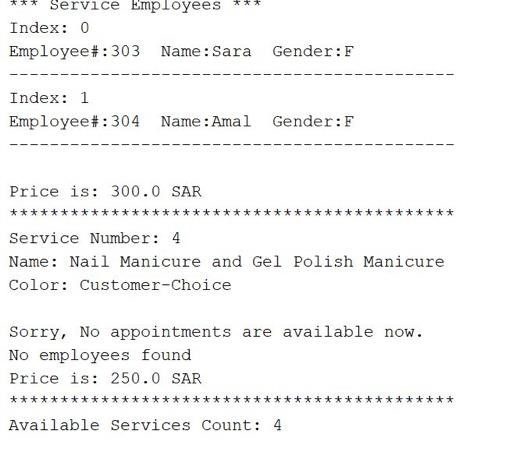 *** Service Employees ***
Index: 0
Employee#:303  Name:Sara  Gender:F
--------------------------------------------
Index: 1
Employee#:304  Name:Amal  Gender:F
--------------------------------------------
Price is: 300.0 SAR
********************************************
Service Number: 4
Name: Nail Manicure and Gel Polish Manicure
Color: Customer-Choice
Sorry, No appointments are available now.
No employees found
Price is: 250.0 SAR
********************************************
Available Services Count: 4